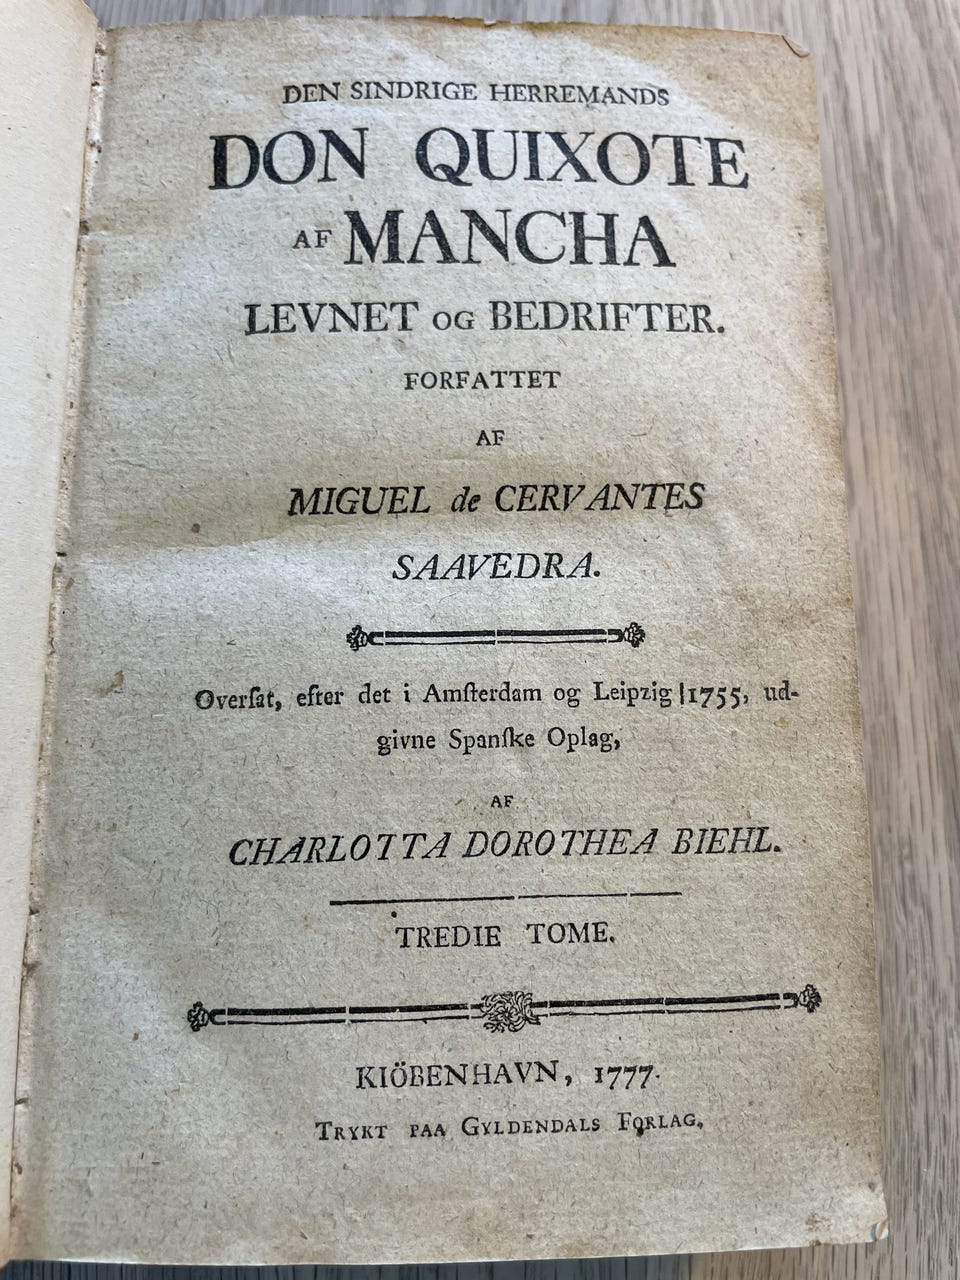 DEN SINDRIGE HERREMANDS
DON QUIXOTE
AF MANCHA
LEVNET OG BEDRIFTER.
FORFATTET
AF
MIGUEL de CERVANTES
SAAVEDRA.
Overſat, efter det i Amſterdam og Leipzig 1755, ud-
givne Spanſke Oplag,
AF
CHARLOTTA DOROTHEA BIEHL.
TREDIE TOME.
KIÖBENHAVN, 1777.
TRYKT PAA GYLDENDALS FORLAG.